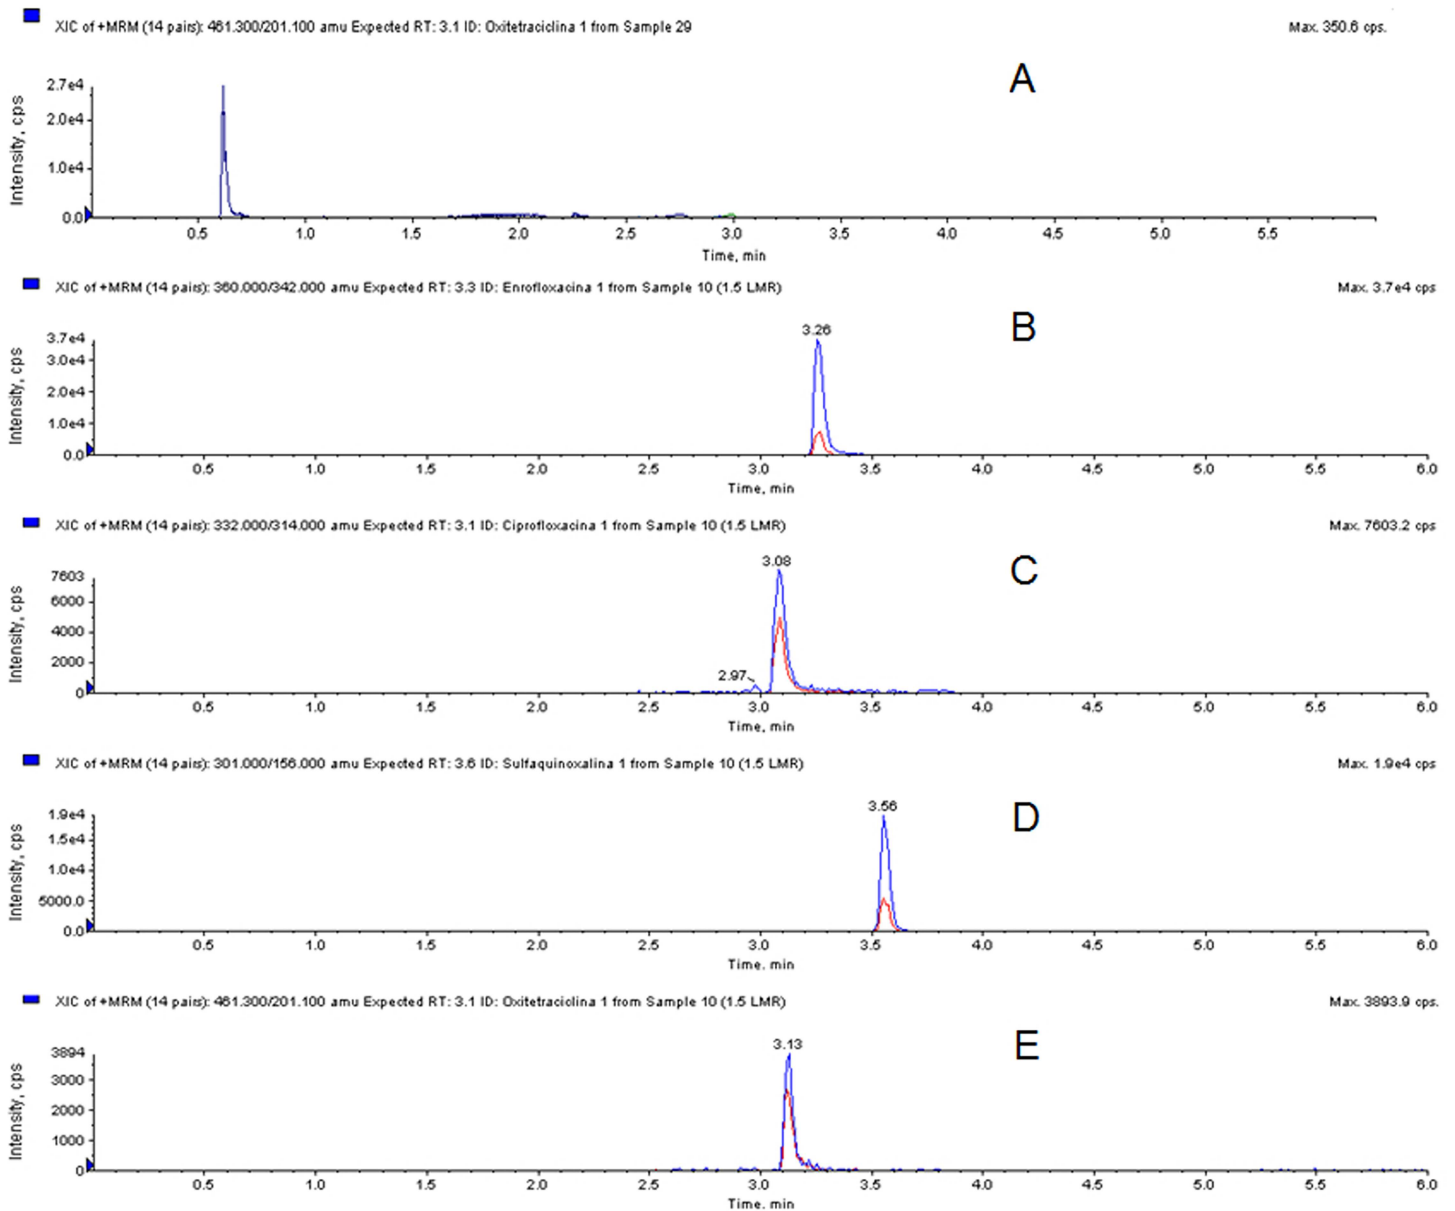 XIC of +MRM (14 pairs): 461.300/201.100 amu Expected RT: 3.1 ID: Oxitetraciclina 1 from Sample 29 Max. 350.6 cps.
A
Intensity, cps
2.7e4
2.0e4
1.0e4
0.0
0.5 1.0 1.5 2.0 2.5 3.0 3.5 4.0 4.5 5.0 5.5
Time, min
XIC of +MRM (14 pairs): 360.000/342.000 amu Expected RT: 3.3 ID: Enrofloxacina 1 from Sample 10 (1.5 LMR) Max. 3.7e4 cps
B
3.26
Intensity, cps
3.7e4
3.0e4
2.0e4
1.0e4
0.0
0.5 1.0 1.5 2.0 2.5 3.0 3.5 4.0 4.5 5.0 5.5 6.0
Time, min
XIC of +MRM (14 pairs): 332.000/314.000 amu Expected RT: 3.1 ID: Ciprofloxacina 1 from Sample 10 (1.5 LMR) Max. 7603.2 cps
C
3.08
2.97
Intensity, cps
7603
6000
4000
2000
0
0.5 1.0 1.5 2.0 2.5 3.0 3.5 4.0 4.5 5.0 5.5 6.0
Time, min
XIC of +MRM (14 pairs): 301.000/156.000 amu Expected RT: 3.6 ID: Sulfaquinoxalina 1 from Sample 10 (1.5 LMR) Max. 1.9e4 cps
D
3.56
Intensity, cps
1.9e4
1.5e4
1.0e4
5000.0
0.0
0.5 1.0 1.5 2.0 2.5 3.0 3.5 4.0 4.5 5.0 5.5 6.0
Time, min
XIC of +MRM (14 pairs): 461.300/201.100 amu Expected RT: 3.1 ID: Oxitetraciclina 1 from Sample 10 (1.5 LMR) Max. 3893.9 cps.
E
3.13
Intensity, cps
3894
3000
2000
1000
0
0.5 1.0 1.5 2.0 2.5 3.0 3.5 4.0 4.5 5.0 5.5 6.0
Time, min